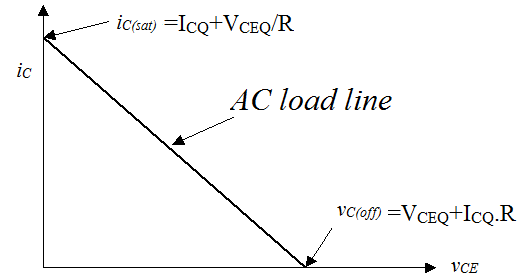 iC(sat) =ICQ+VCEQ/R
iC
AC load line
vC(off) =VCEQ+ICQ.R
vCE